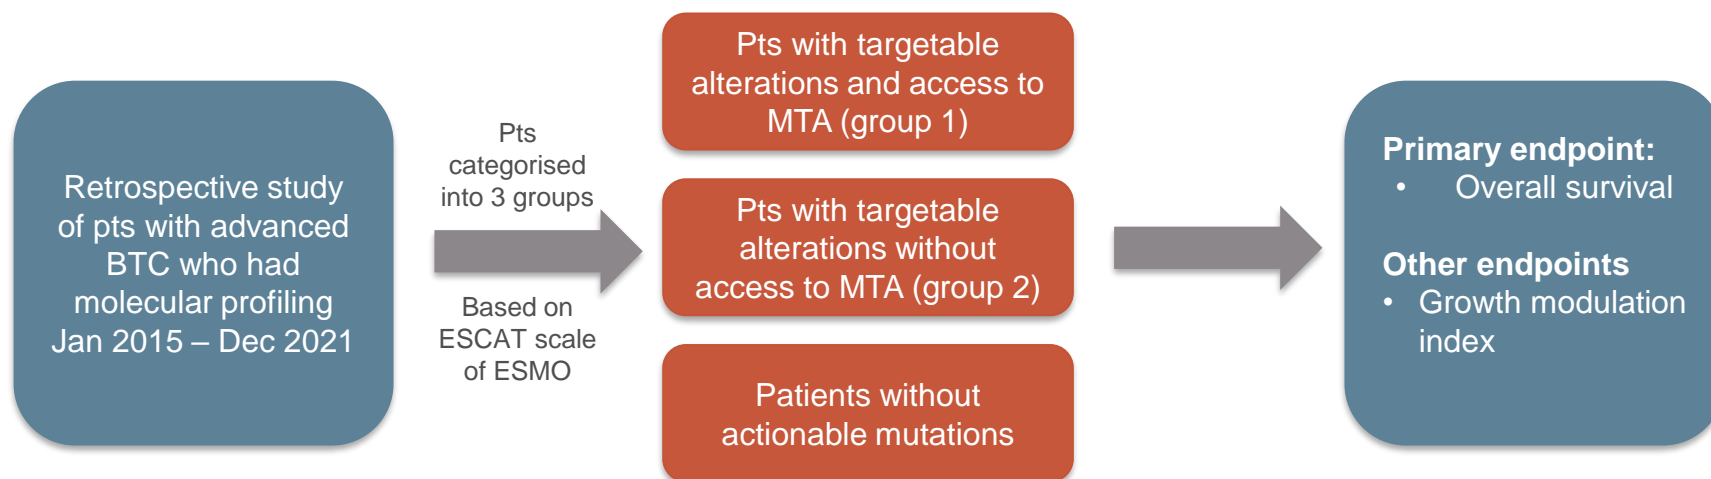 Retrospective study
of pts with advanced
BTC who had
molecular profiling
Jan 2015 – Dec 2021
Pts
categorised
into 3 groups
Based on
ESCAT scale
of ESMO
Pts with targetable
alterations and access to
MTA (group 1)
Pts with targetable
alterations without
access to MTA (group 2)
Patients without
actionable mutations
Primary endpoint:
• Overall survival
Other endpoints
• Growth modulation
index